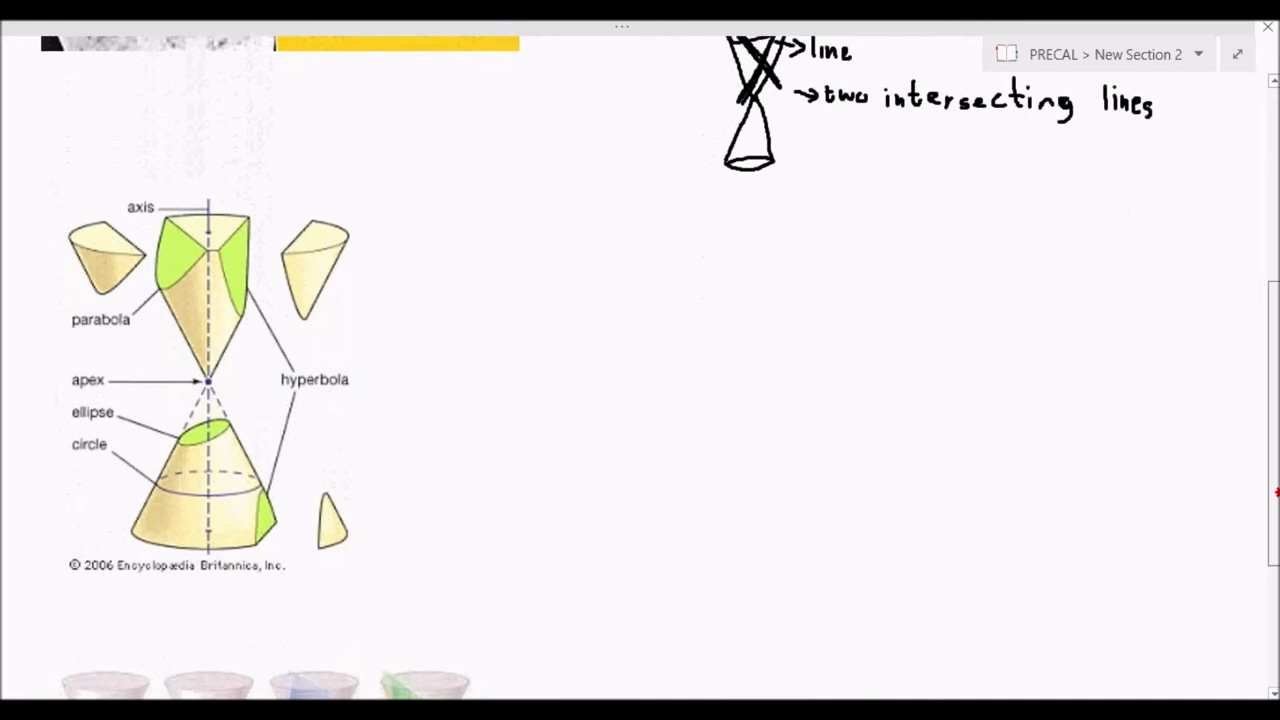 line
PRECAL > New Section 2
two intersecting lines
axis
parabola
apex
hyperbola
ellipse
circle
© 2006 Encyclopædia Britannica, Inc.